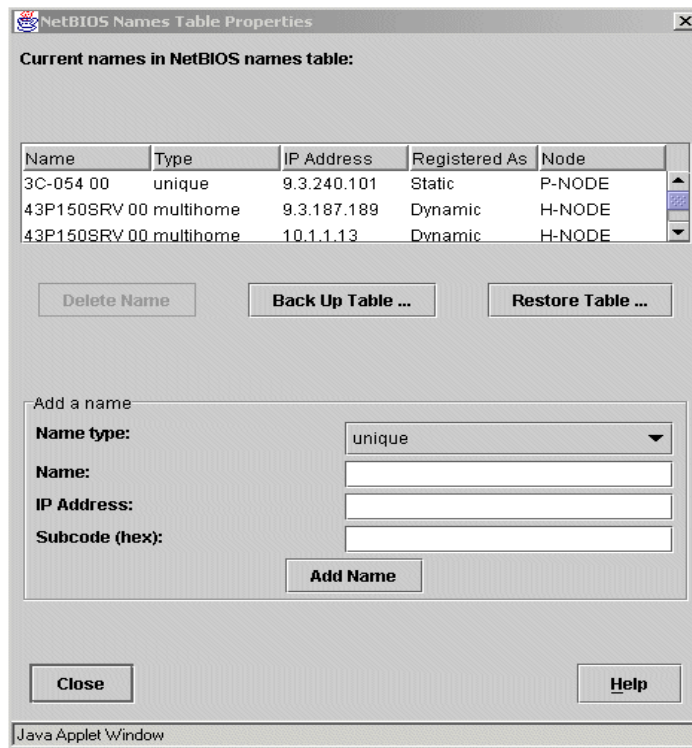 NetBIOS Names Table Properties
Current names in NetBIOS names table:
Name Type IP Address Registered As Node
3C-054 00 unique 9.3.240.101 Static P-NODE
43P150SRV 00 multihome 9.3.187.189 Dynamic H-NODE
43P150SRV 00 multihome 10.1.1.13 Dynamic H-NODE
Delete Name Back Up Table ... Restore Table ...
Add a name
Name type: unique
Name:
IP Address:
Subcode (hex):
Add Name
Close Help
Java Applet Window